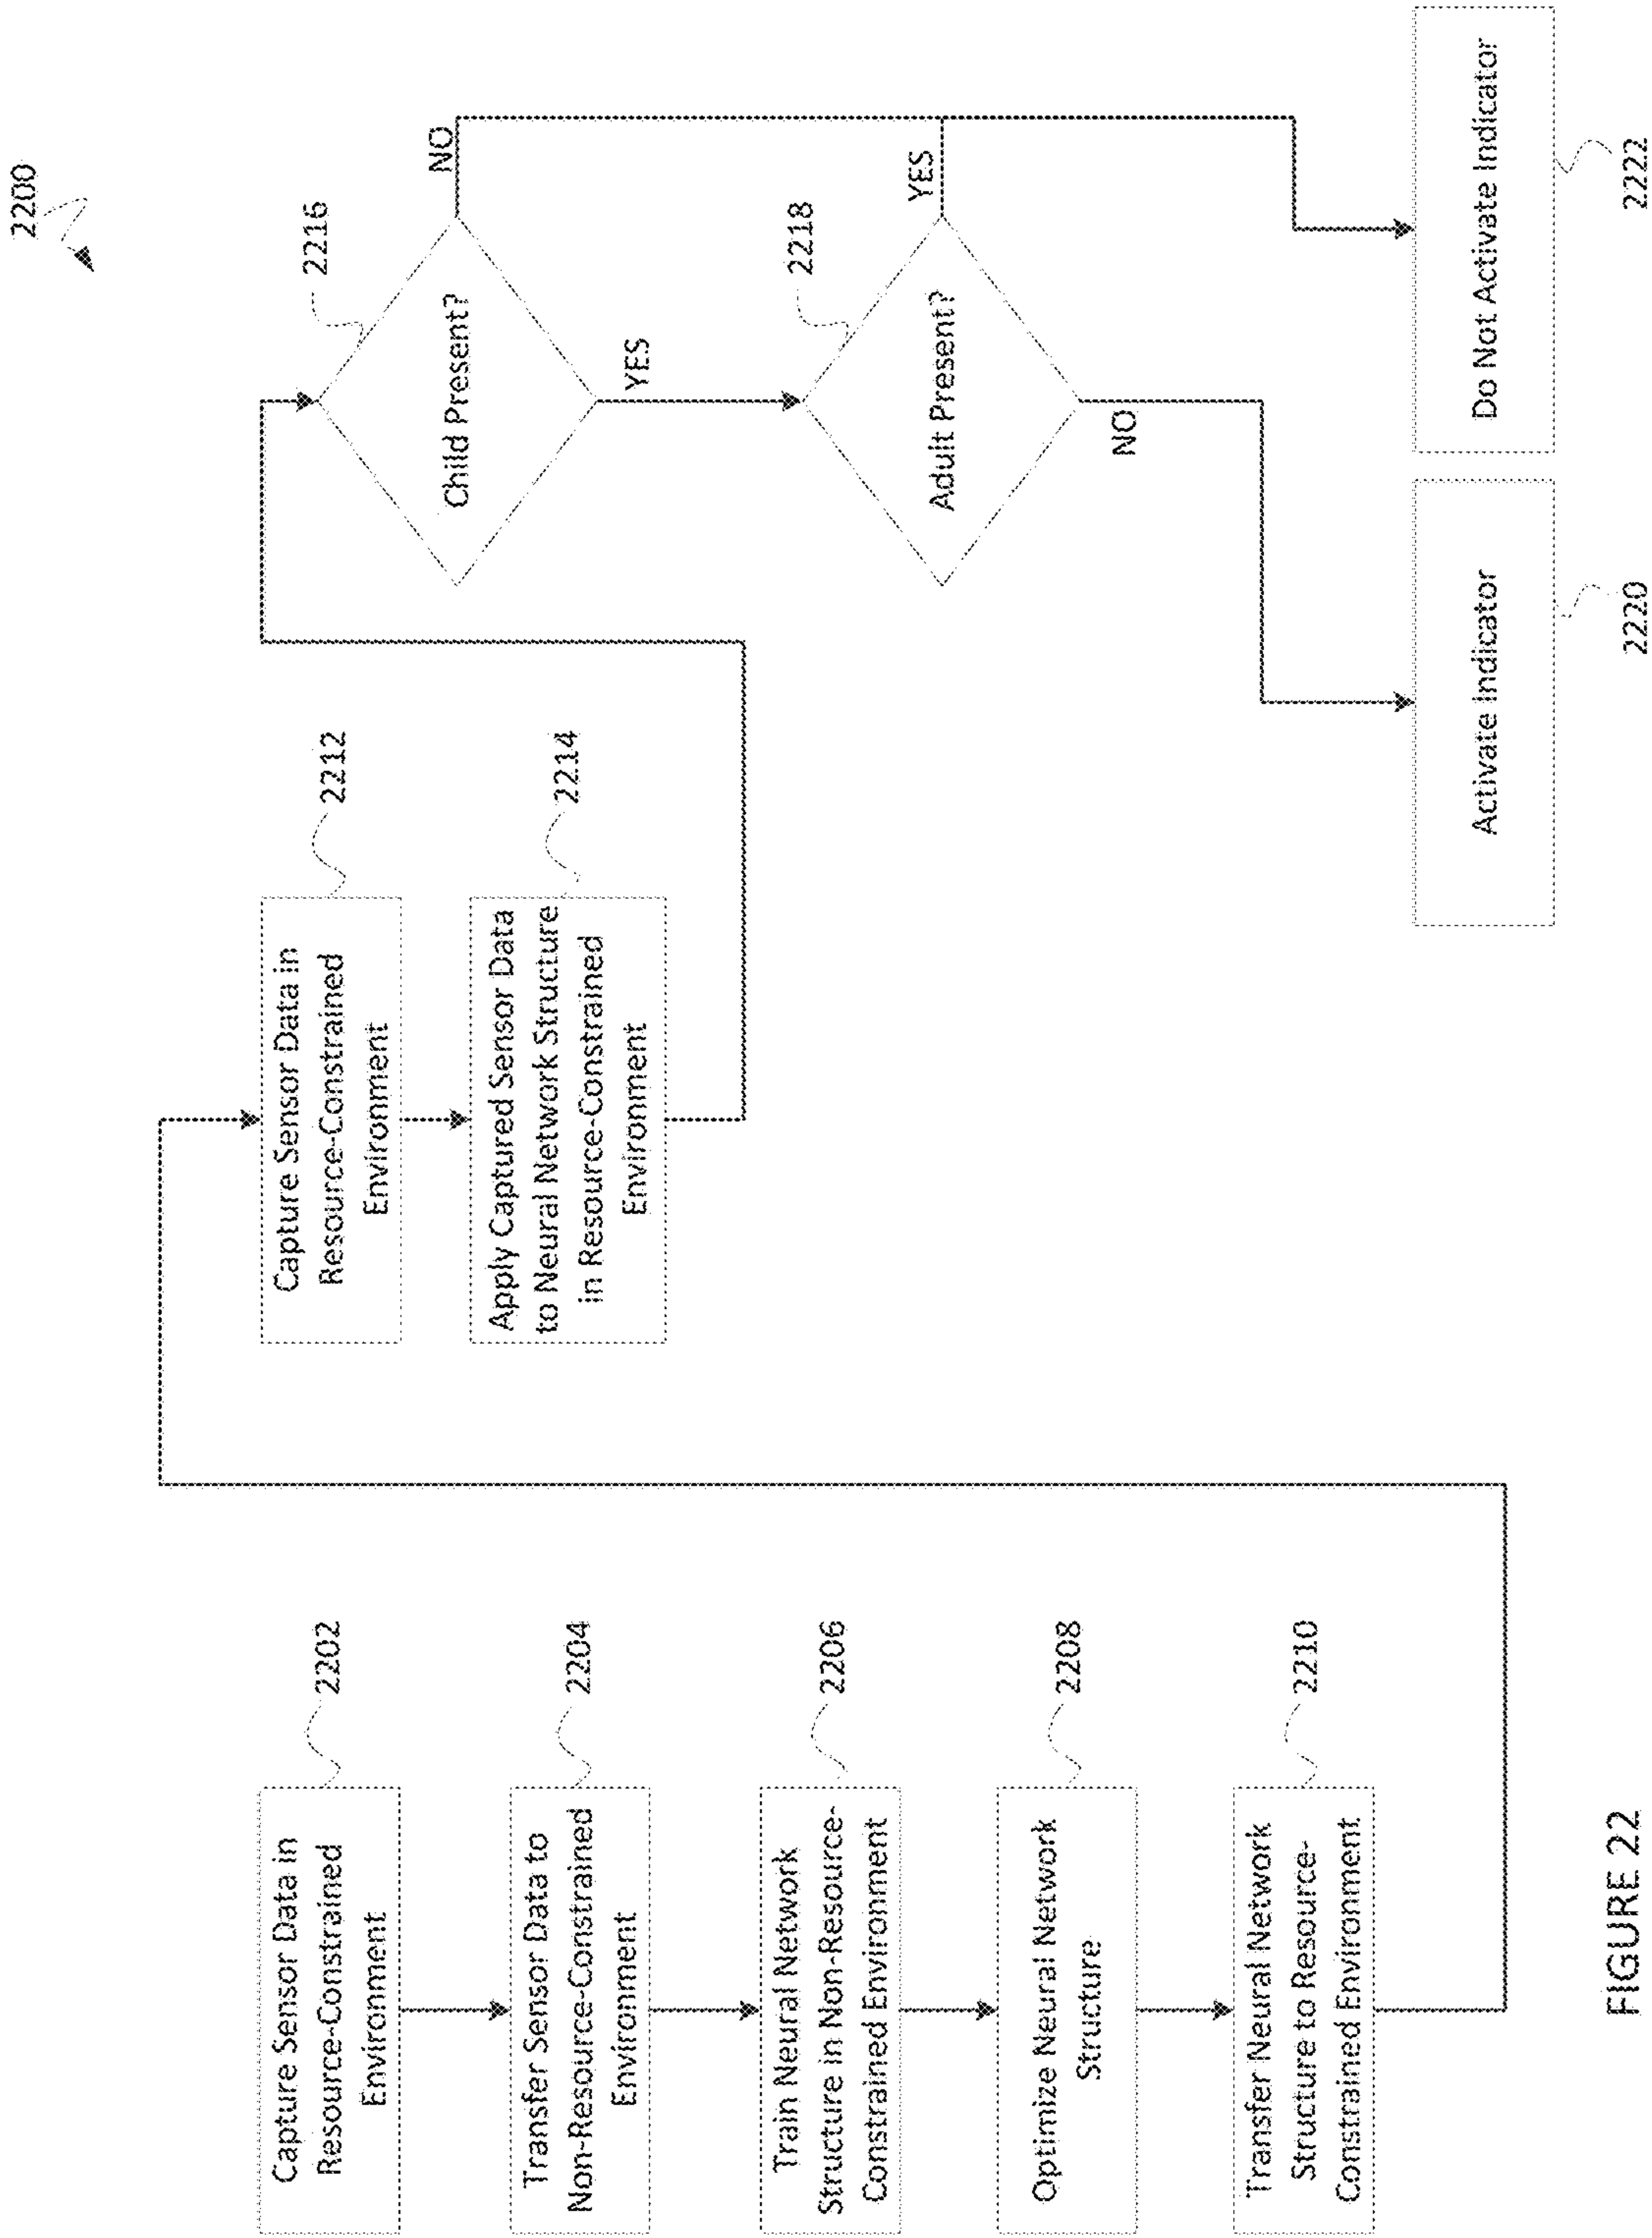 2200
Capture Sensor Data in
Resource-Constrained
Environment
2202
Transfer Sensor Data to
Non-Resource-Constrained
Environment
2204
Train Neural Network
Structure in Non-Resource-
Constrained Environment
2206
Optimize Neural Network
Structure
2208
Transfer Neural Network
Structure to Resource-
Constrained Environment
2210
Capture Sensor Data in
Resource-Constrained
Environment
2212
Apply Captured Sensor Data
to Neural Network Structure
in Resource-Constrained
Environment
2214
Child Present?
2216
NO
YES
Adult Present?
2218
YES
NO
Activate Indicator
2220
Do Not Activate Indicator
2222
FIGURE 22